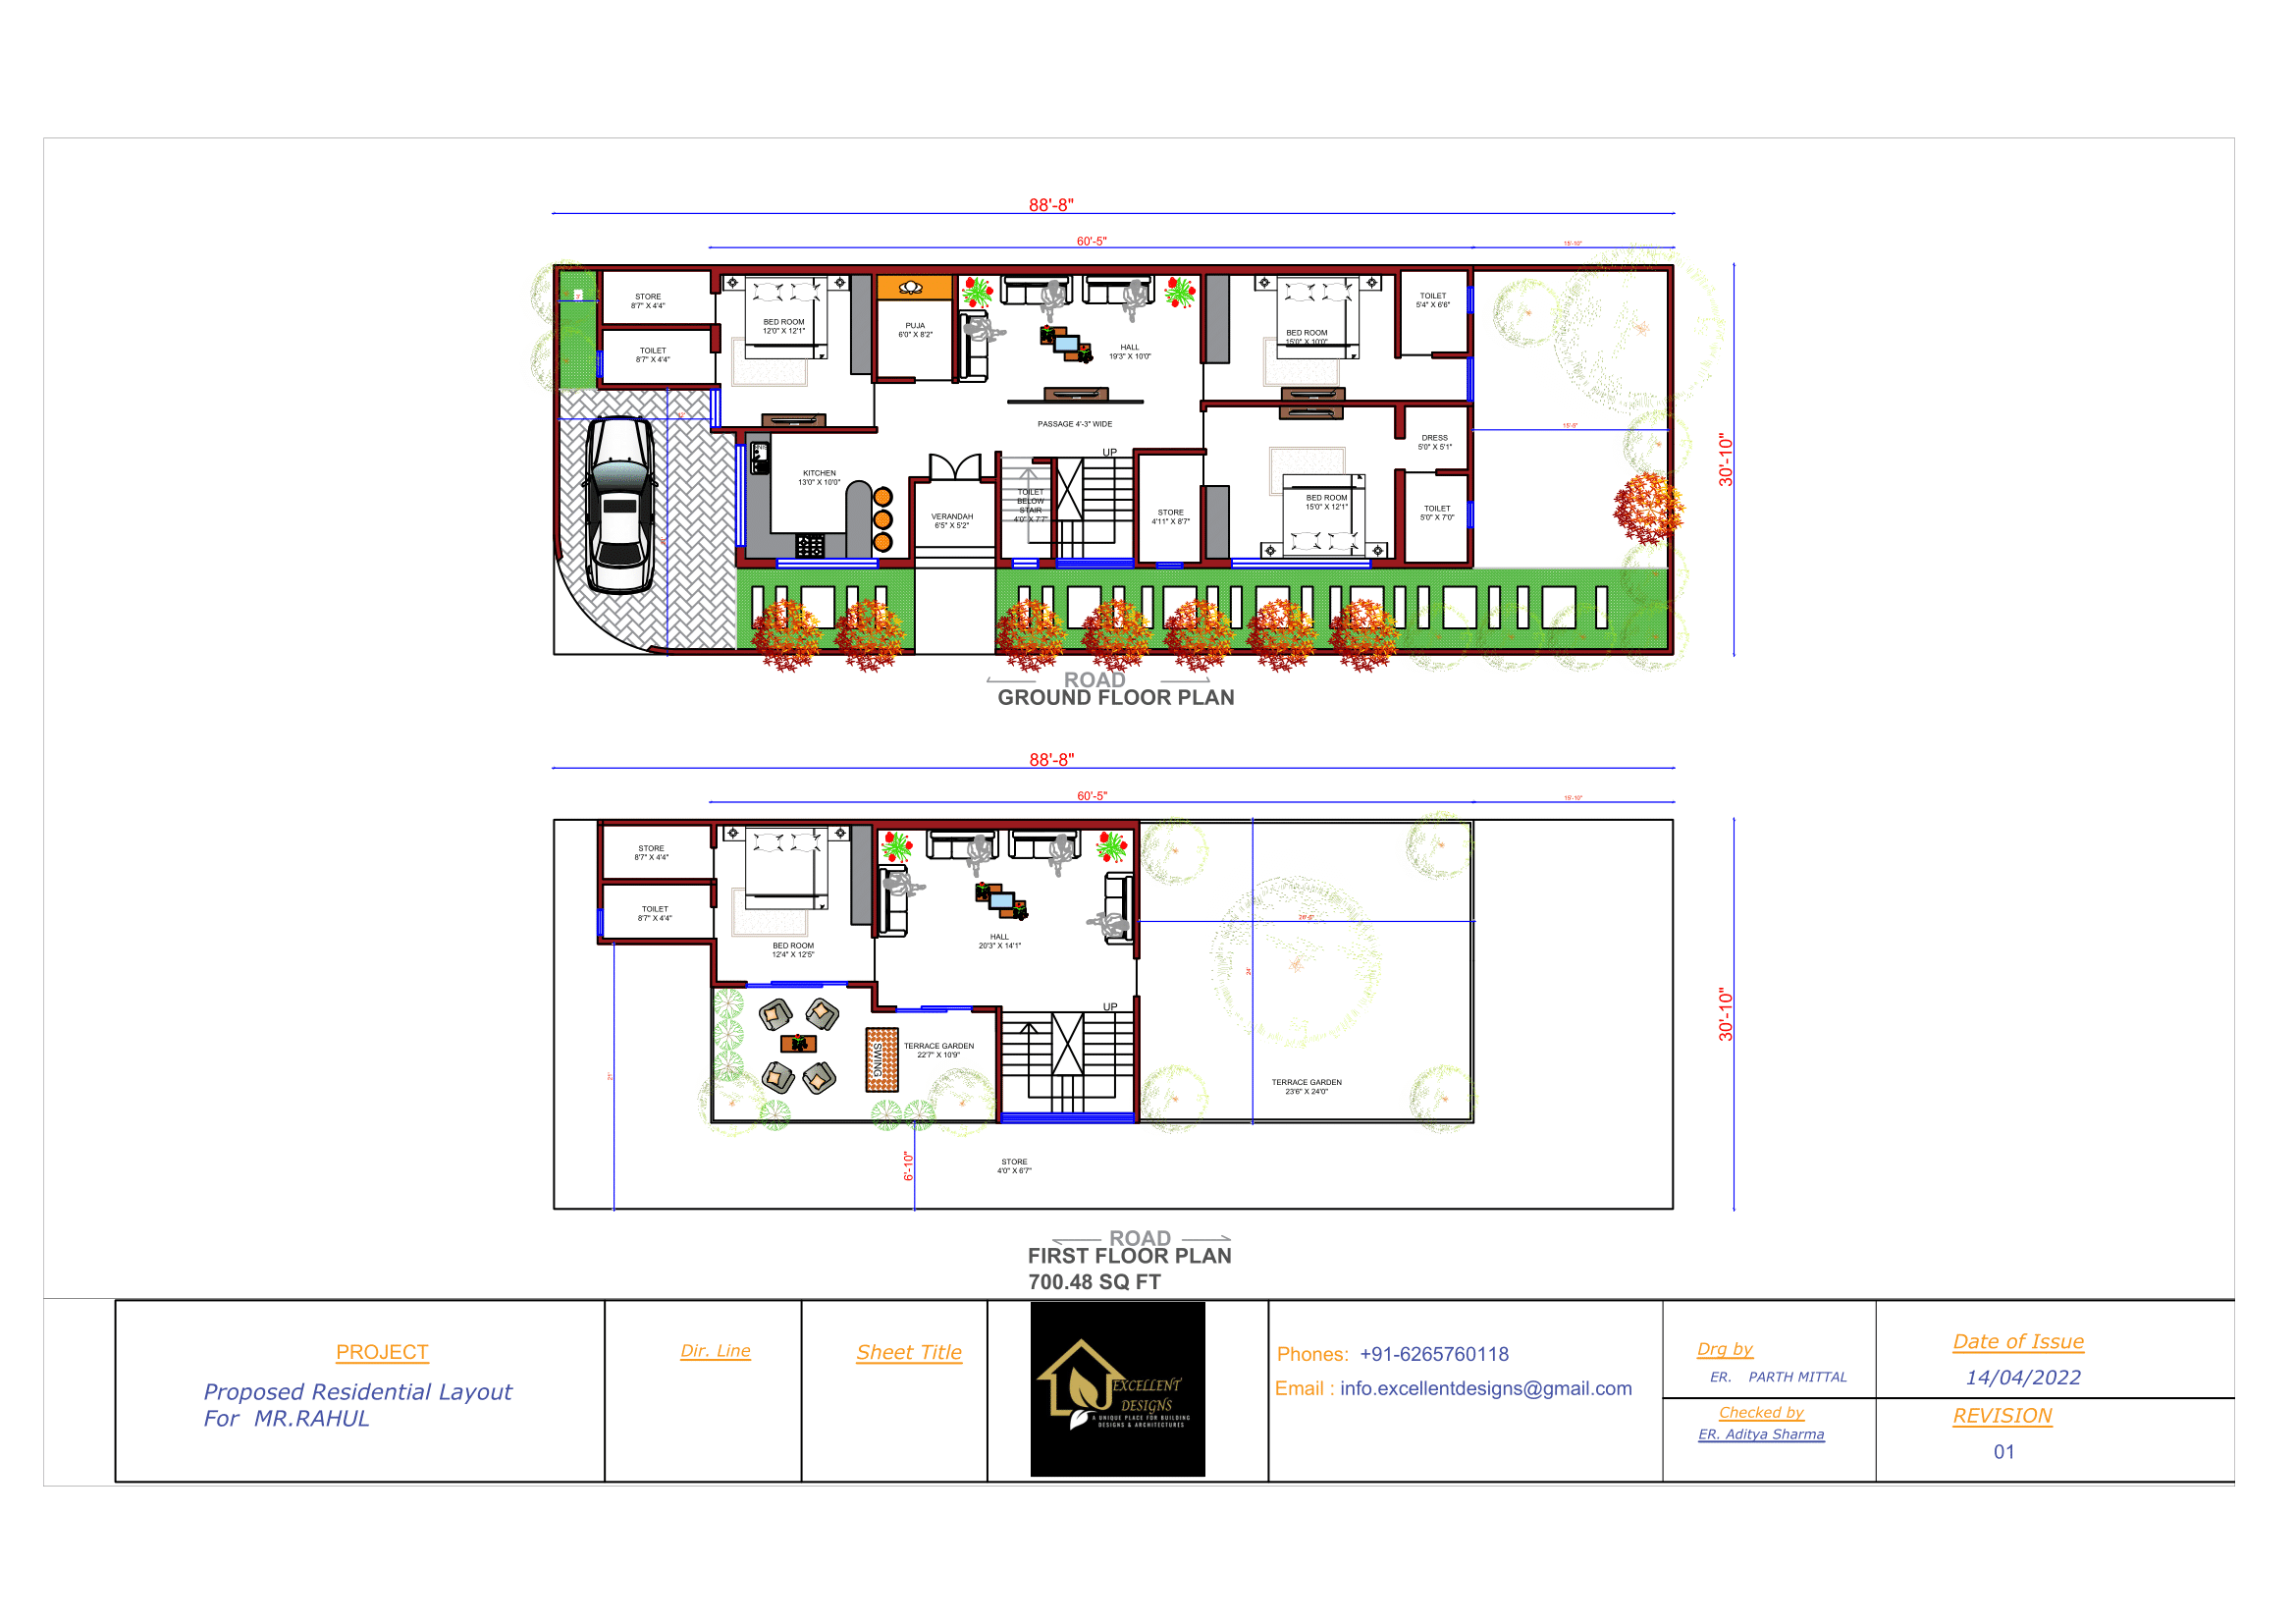 88'-8"
60'-5"
15'-10"
3'
STORE
8'7" X 4'4"
TOILET
8'7" X 4'4"
BED ROOM
12'0" X 12'1"
PUJA
6'0" X 8'2"
HALL
19'3" X 10'0"
BED ROOM
15'0" X 10'0"
TOILET
5'4" X 6'6"
12'
PASSAGE 4'-3" WIDE
15'-6"
30'-10"
UP
DRESS
5'0" X 5'1"
KITCHEN
13'0" X 10'0"
TOILET
BELOW
STAIR
4'0" X 7'7"
VERANDAH
6'5" X 5'2"
STORE
4'11" X 8'7"
BED ROOM
15'0" X 12'1"
TOILET
5'0" X 7'0"
ROAD
GROUND FLOOR PLAN
88'-8"
60'-5"
15'-10"
STORE
8'7" X 4'4"
TOILET
8'7" X 4'4"
BED ROOM
12'4" X 12'5"
HALL
20'3" X 14'1"
24'
30'-10"
UP
TERRACE GARDEN
22'7" X 10'9"
SWING
21'
TERRACE GARDEN
23'6" X 24'0"
6'-10"
STORE
4'0" X 6'7"
ROAD
FIRST FLOOR PLAN
700.48 SQ FT
PROJECT
Proposed Residential Layout
For MR.RAHUL
Dir. Line
Sheet Title
EXCELLENT
DESIGNS
A UNIQUE PLACE FOR BUILDING
DESIGNS & ARCHITECTURES
Phones: +91-6265760118
Email : info.excellentdesigns@gmail.com
Drg by
ER. PARTH MITTAL
Checked by
ER. Aditya Sharma
Date of Issue
14/04/2022
REVISION
01